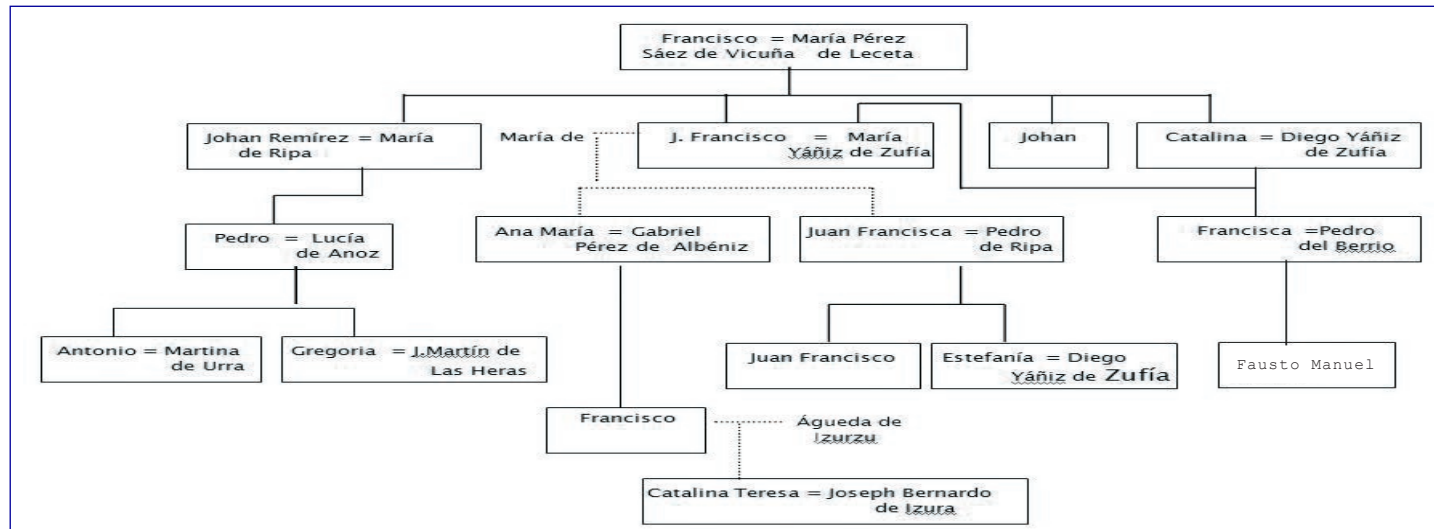 Francisco = María Pérez
Sáez de Vicuña de Leceta
Johan Remírez = María
de Ripa
María de
J. Francisco = María
Yáñiz de Zufía
Johan
Catalina = Diego Yáñiz
de Zufía
Pedro = Lucía
de Anoz
Ana María = Gabriel
Pérez de Albéniz
Juan Francisca = Pedro
de Ripa
Francisca =Pedro
del Berrio
Antonio = Martina
de Urra
Gregoria = J.Martín de
Las Heras
Juan Francisco
Estefanía = Diego
Yáñiz de Zufía
Fausto Manuel
Francisco
Águeda de
Izurzu
Catalina Teresa = Joseph Bernardo
de Izura